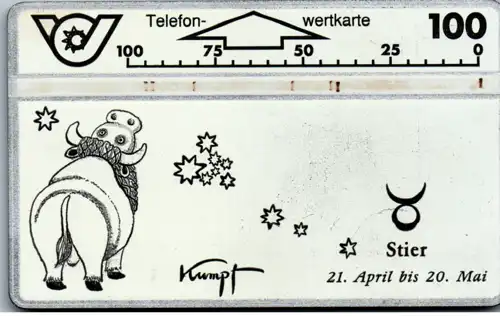 Telefon- wertkarte 100
100 75 50 25 0
Stier
Kumpf
21. April bis 20. Mai